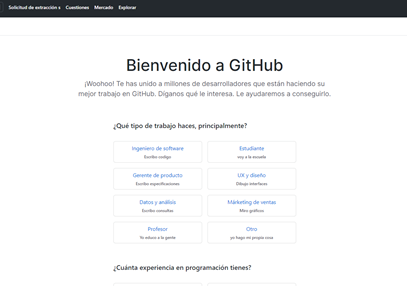 Solicitud de extracción s Cuestiones Mercado Explorar
Bienvenido a GitHub
¡Woohoo! Te has unido a millones de desarrolladores que están haciendo su
mejor trabajo en GitHub. Díganos qué le interesa. Le ayudaremos a conseguirlo.
¿Qué tipo de trabajo haces, principalmente?
Ingeniero de software Estudiante
Escribo codigo voy a la escuela
Gerente de producto UX y diseño
Escribo especificaciones Dibujo interfaces
Datos y análisis Márketing de ventas
Escribo consultas Miro gráficos
Profesor Otro
Yo educo a la gente yo hago mi propia cosa
¿Cuánta experiencia en programación tienes?